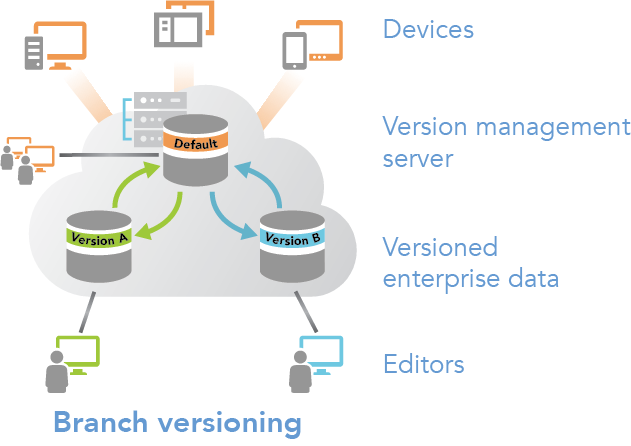 Devices
Version management
server
Default
Version A
Version B
Versioned
enterprise data
Editors
Branch versioning